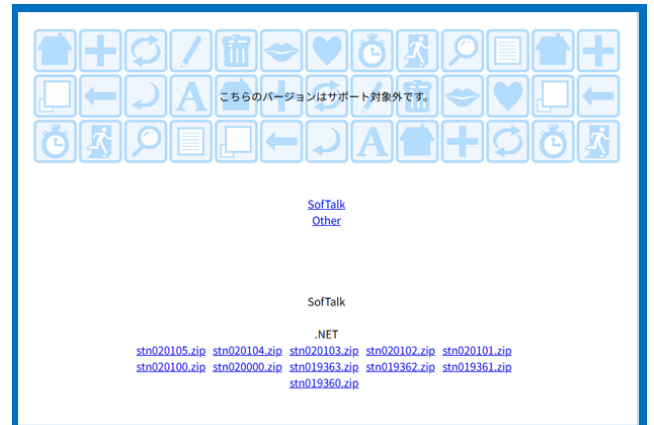 こちらのバージョンはサポート対象外です。
SofTalk
Other
SofTalk
.NET
stn020105.zip stn020104.zip stn020103.zip stn020102.zip stn020101.zip
stn020100.zip stn020000.zip stn019363.zip stn019362.zip stn019361.zip
stn019360.zip